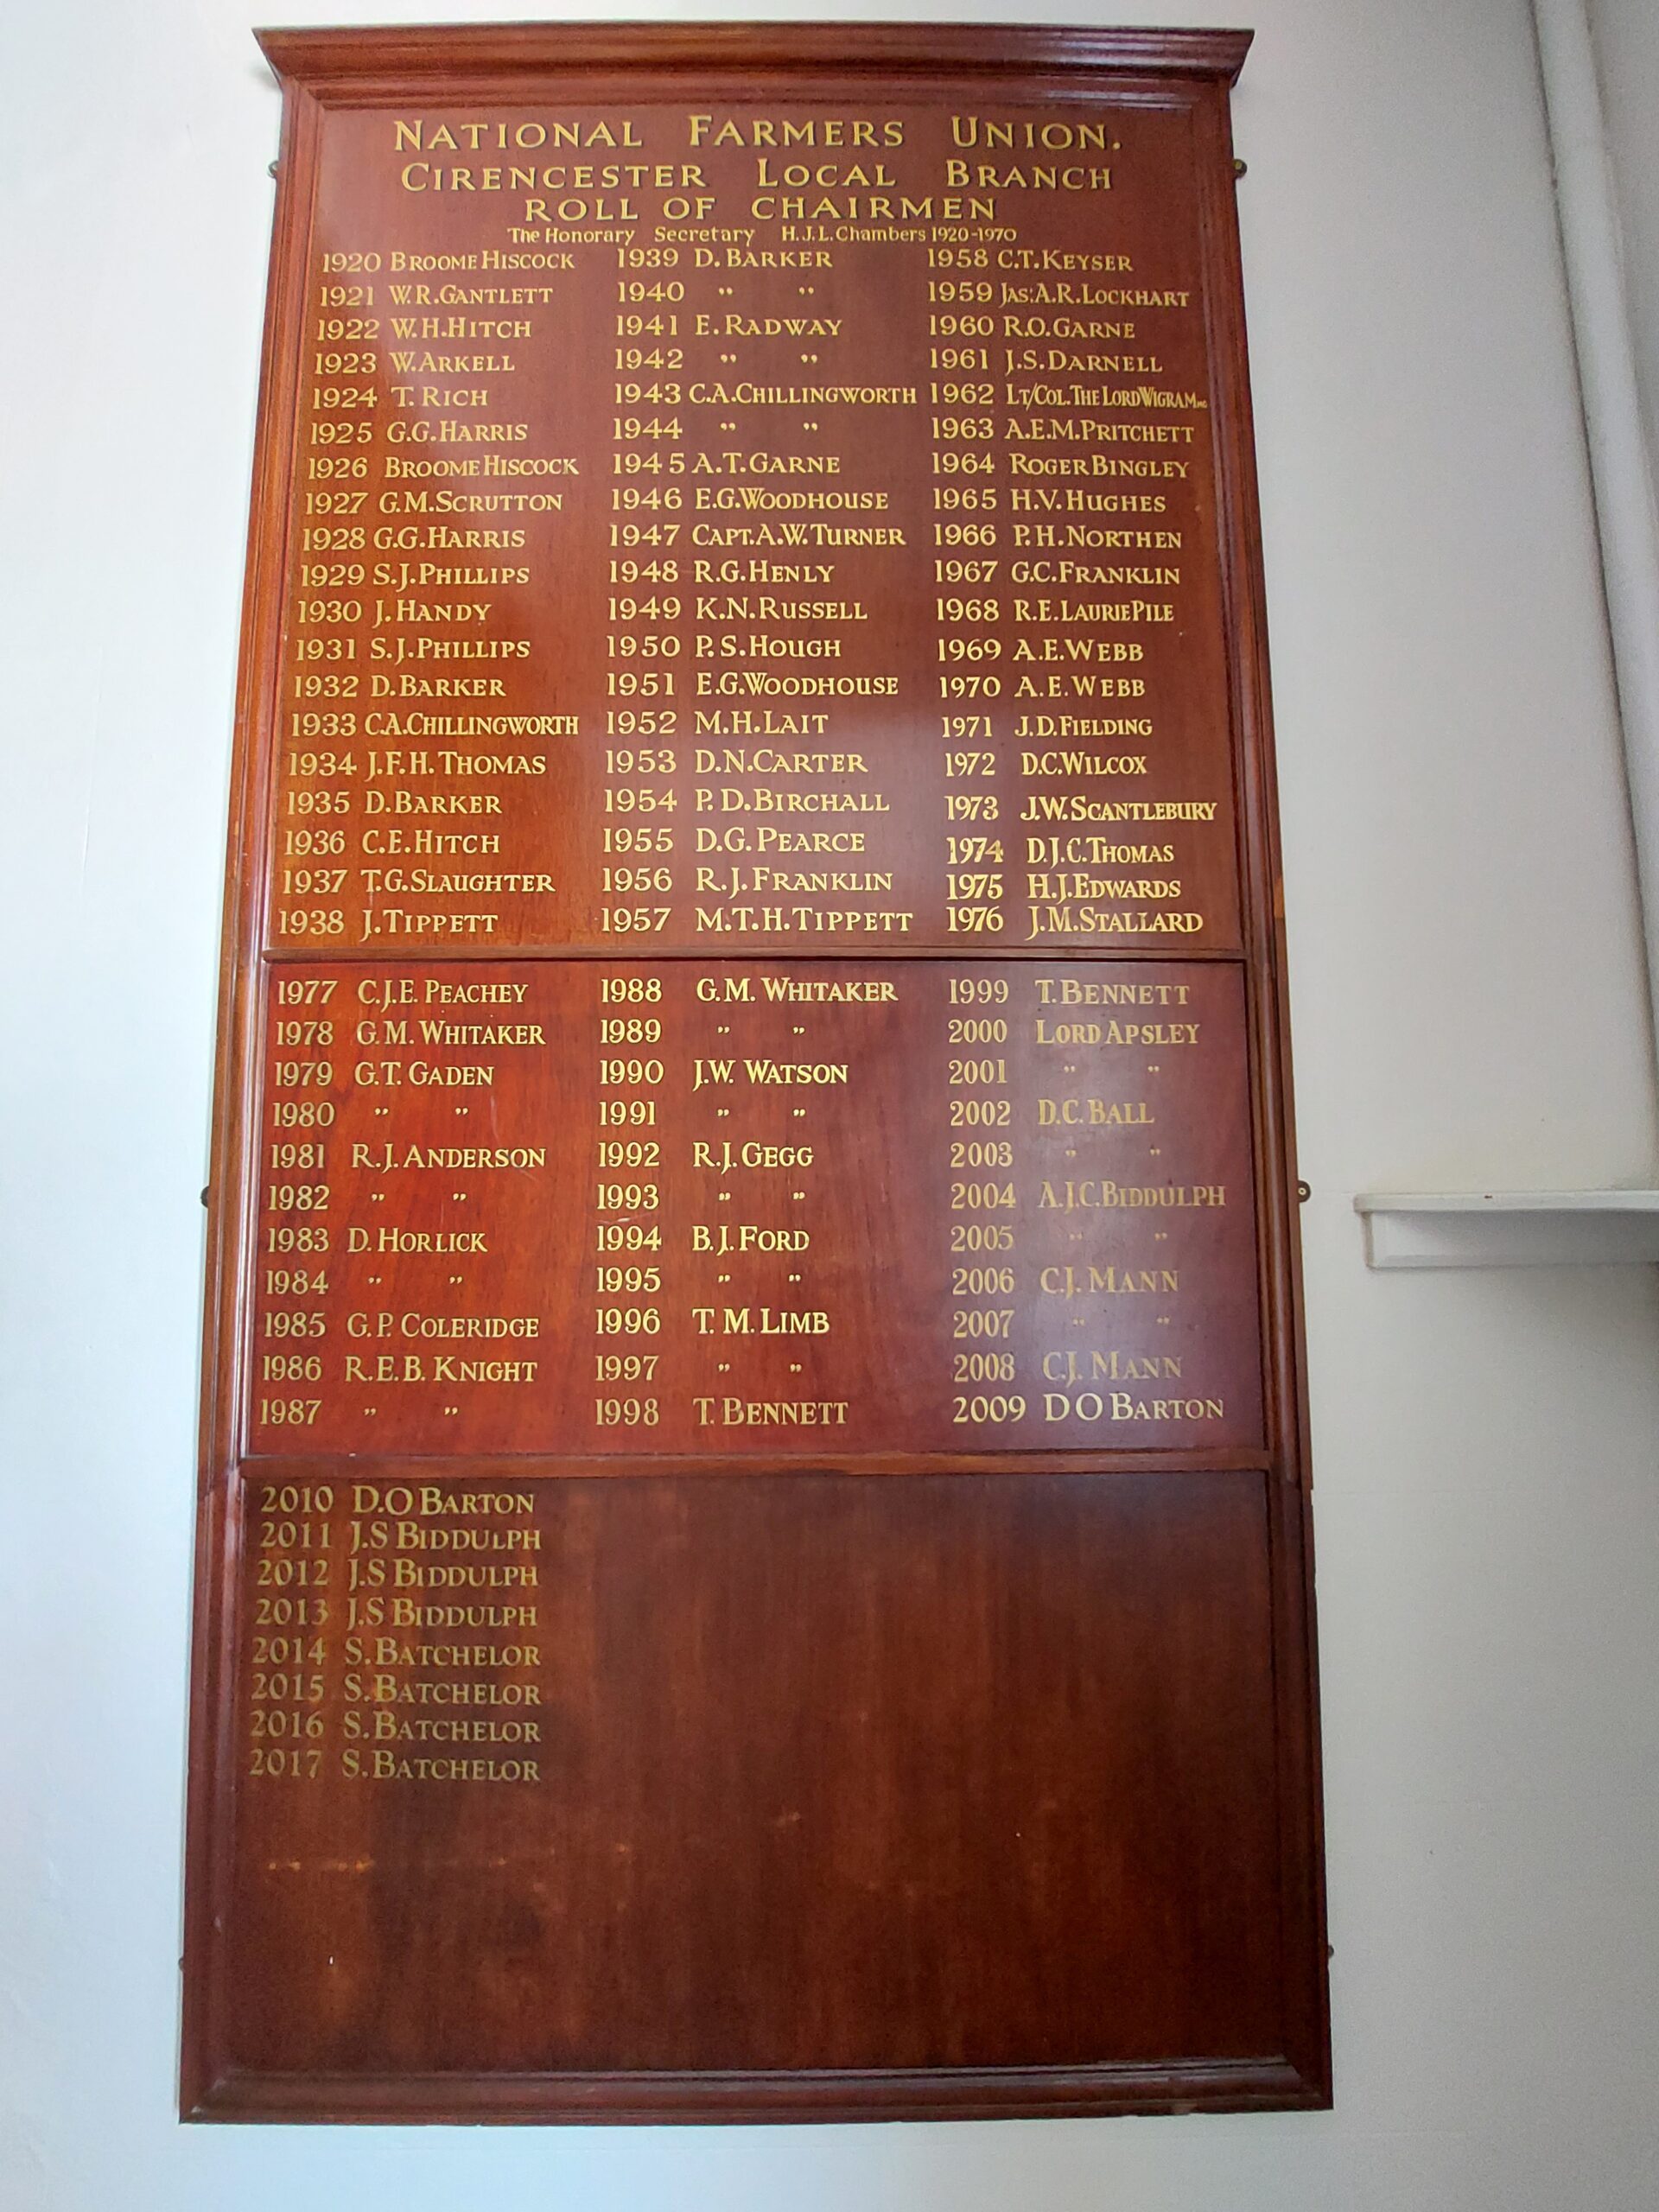 NATIONAL FARMERS UNION.
CIRENCESTER LOCAL BRANCH
ROLL OF CHAIRMEN
The Honorary Secretary H.J.L. Chambers 1920-1970
1920 BROOME HISCOCK
1921 W.R. GANTLETT
1922 W.H. HITCH
1923 W. ARKELL
1924 T. RICH
1925 G.G. HARRIS
1926 BROOME HISCOCK
1927 G.M. SCRUTTON
1928 G.G. HARRIS
1929 S.J. PHILLIPS
1930 J. HANDY
1931 S.J. PHILLIPS
1932 D. BARKER
1933 C.A. CHILLINGWORTH
1934 J.F.H. THOMAS
1935 D. BARKER
1936 C.E. HITCH
1937 T.G. SLAUGHTER
1938 J. TIPPETT
1939 D. BARKER
1940 " "
1941 E. RADWAY
1942 " "
1943 C.A. CHILLINGWORTH
1944 " "
1945 A.T. GARNE
1946 E.G. WOODHOUSE
1947 CAPT. A.W. TURNER
1948 R.G. HENLY
1949 K.N. RUSSELL
1950 P.S. HOUGH
1951 E.G. WOODHOUSE
1952 M.H. LAIT
1953 D.N. CARTER
1954 P.D. BIRCHALL
1955 D.G. PEARCE
1956 R.J. FRANKLIN
1957 M.T.H. TIPPETT
1958 C.T. KEYSER
1959 JAS: A.R. LOCKHART
1960 R.O. GARNE
1961 J.S. DARNELL
1962 LT/COL. THE LORD WIGRAM
1963 A.E.M. PRITCHETT
1964 ROGER BINGLEY
1965 H.V. HUGHES
1966 P.H. NORTHEN
1967 G.C. FRANKLIN
1968 R.E. LAURIE PILE
1969 A.E. WEBB
1970 A.E. WEBB
1971 J.D. FIELDING
1972 D.C. WILCOX
1973 J.W. SCANTLEBURY
1974 D.J.C. THOMAS
1975 H.J. EDWARDS
1976 J.M. STALLARD
1977 C.J.E. PEACHEY
1978 G.M. WHITAKER
1979 G.T. GADEN
1980 " "
1981 R.J. ANDERSON
1982 " "
1983 D. HORLICK
1984 " "
1985 G.P. COLERIDGE
1986 R.E.B. KNIGHT
1987 " "
1988 G.M. WHITAKER
1989 " "
1990 J.W. WATSON
1991 " "
1992 R.J. GEGG
1993 " "
1994 B.J. FORD
1995 " "
1996 T.M. LIMB
1997 " "
1998 T. BENNETT
1999 T. BENNETT
2000 LORD APSLEY
2001 " "
2002 D.C. BALL
2003 " "
2004 A.J.C. BIDDULPH
2005 " "
2006 C.J. MANN
2007 " "
2008 C.J. MANN
2009 D O BARTON
2010 D.O BARTON
2011 J.S BIDDULPH
2012 J.S BIDDULPH
2013 J.S BIDDULPH
2014 S. BATCHELOR
2015 S. BATCHELOR
2016 S. BATCHELOR
2017 S. BATCHELOR